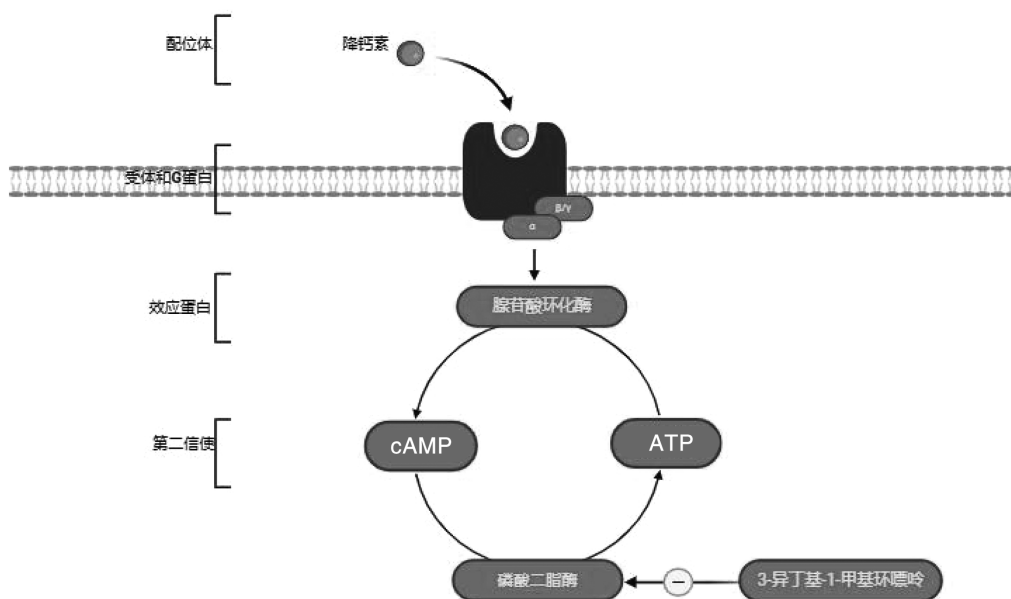 配位体
降钙素
受体和G蛋白
β/γ
α
效应蛋白
腺苷酸环化酶
第二信使
cAMP
ATP
磷酸二脂酶
3-异丁基-1-甲基环嘌呤